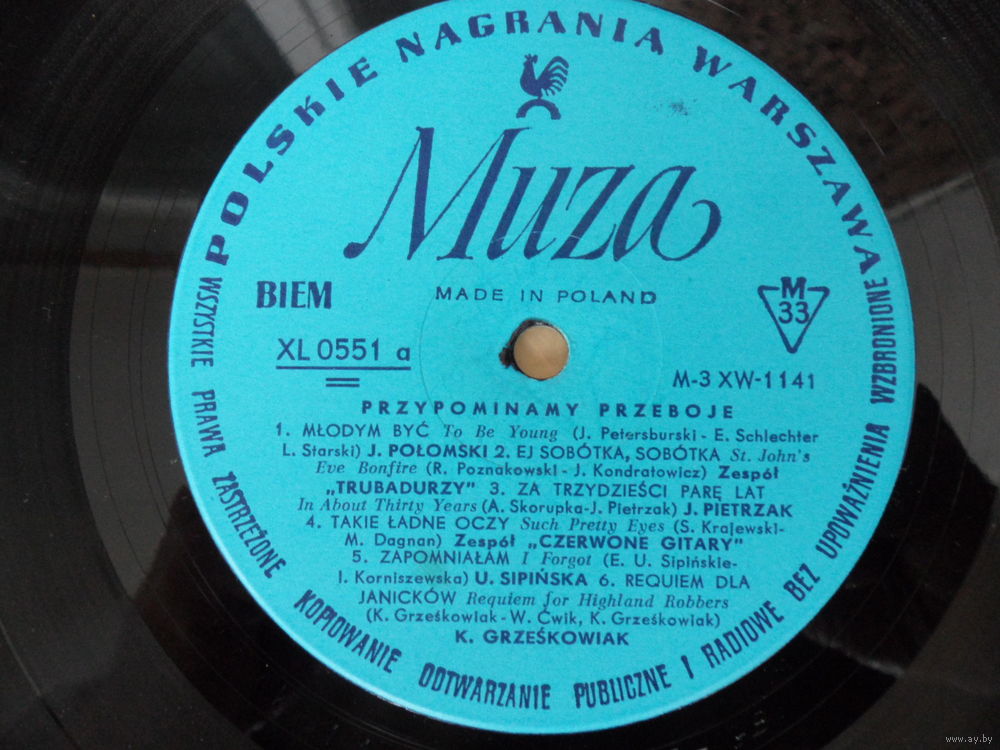 POLSKIE NAGRANIA WARSZAWA
Muza
BIEM
MADE IN POLAND
M
33
XL 0551 a
M-3 XW-1141
PRZYPOMINAMY PRZEBOJE
1. MŁODYM BYĆ To Be Young (J. Petersburski - E. Schlechter
L. Starski) J. POŁOMSKI 2. EJ SOBÓTKA, SOBÓTKA St. John's
Eve Bonfire (R. Poznakowski - J. Kondratowicz) Zespół
„TRUBADURZY" 3. ZA TRZYDZIEŚCI PARĘ LAT
In About Thirty Years (A. Skorupka-J. Pietrzak) J. PIETRZAK
4. TAKIE ŁADNE OCZY Such Pretty Eyes (S. Krajewski-
M. Dagnan) Zespół „CZERWONE GITARY"
5. ZAPOMNIAŁAM I Forgot (E. U. Sipińskie-
I. Korniszewska) U. SIPIŃSKA 6. REQUIEM DLA
JANICKÓW Requiem for Highland Robbers
(K. Grześkowiak - W. Ćwik, K. Grześkowiak)
K. GRZEŚKOWIAK
WSZYSTKIE PRAWA ZASTRZEŻONE KOPIOWANIE ODTWARZANIE PUBLICZNE I RADIOWE BEZ UPOWAŻNIENIA WZBRONIONE
www.ay.by